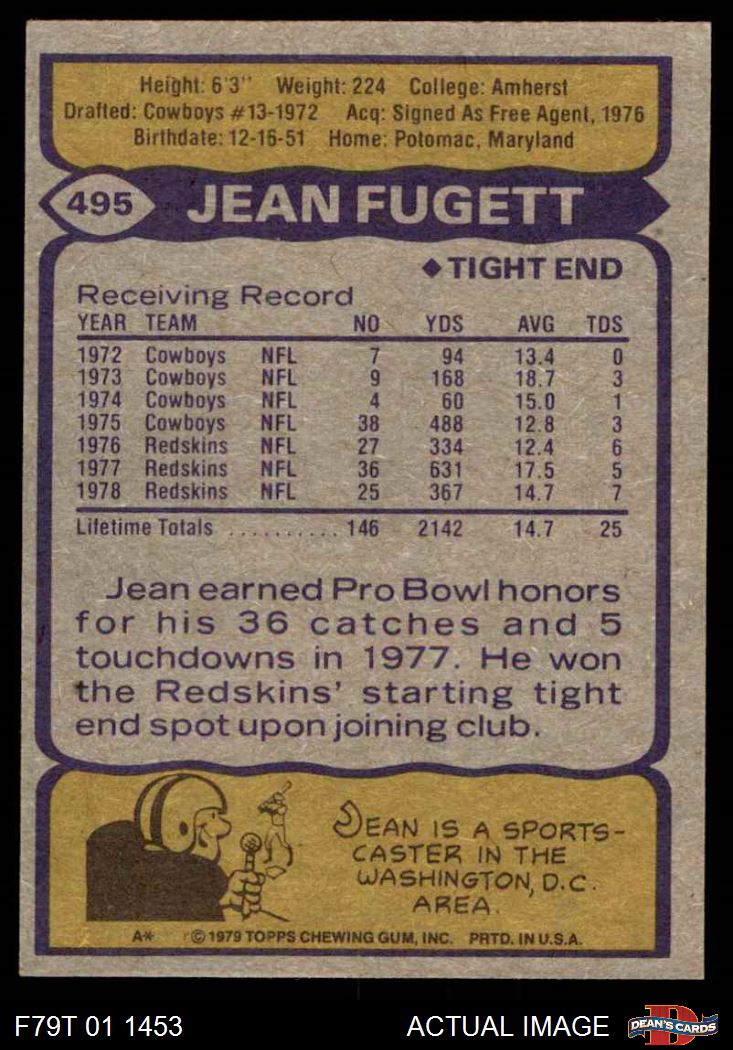 Height: 6'3" Weight: 224 College: Amherst
Drafted: Cowboys #13-1972 Acq: Signed As Free Agent, 1976
Birthdate: 12-16-51 Home: Potomac, Maryland
495 JEAN FUGETT
◆ TIGHT END
Receiving Record
YEAR TEAM NO YDS AVG TDS
1972 Cowboys NFL 7 94 13.4 0
1973 Cowboys NFL 9 168 18.7 3
1974 Cowboys NFL 4 60 15.0 1
1975 Cowboys NFL 38 488 12.8 3
1976 Redskins NFL 27 334 12.4 6
1977 Redskins NFL 36 631 17.5 5
1978 Redskins NFL 25 367 14.7 7
Lifetime Totals .......... 146 2142 14.7 25
Jean earned Pro Bowl honors
for his 36 catches and 5
touchdowns in 1977. He won
the Redskins' starting tight
end spot upon joining club.
JEAN IS A SPORTS-
CASTER IN THE
WASHINGTON, D.C.
AREA.
A* © 1979 TOPPS CHEWING GUM, INC. PRTD. IN U.S.A.
F79T 01 1453 ACTUAL IMAGE D DEAN'S CARDS